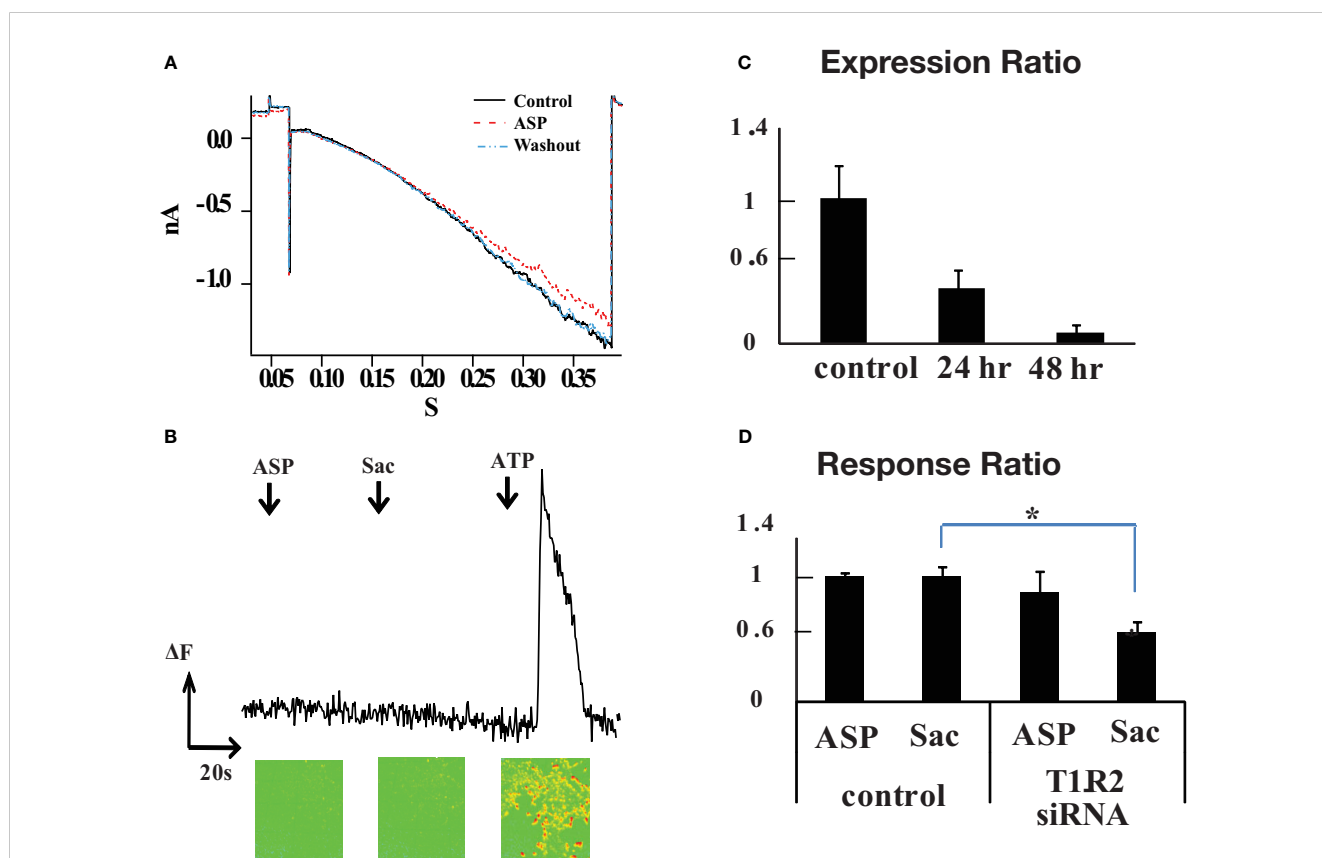 A
Control
ASP
Washout
0.0
-0.5
-1.0
nA
0.05 0.10 0.15 0.20 0.25 0.30 0.35
S
B
ASP Sac ATP
ΔF
20s
C
Expression Ratio
1.4
1
0.6
0
control 24 hr 48 hr
D
Response Ratio
*
1.4
1
0.6
0
ASP Sac ASP Sac
control T1R2
siRNA